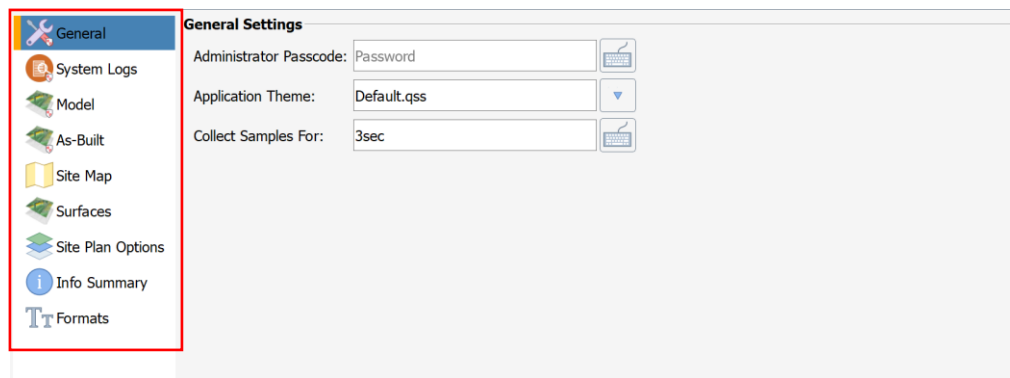 General
System Logs
Model
As-Built
Site Map
Surfaces
Site Plan Options
Info Summary
Formats
General Settings
Administrator Passcode: Password
Application Theme: Default.qss
Collect Samples For: 3sec